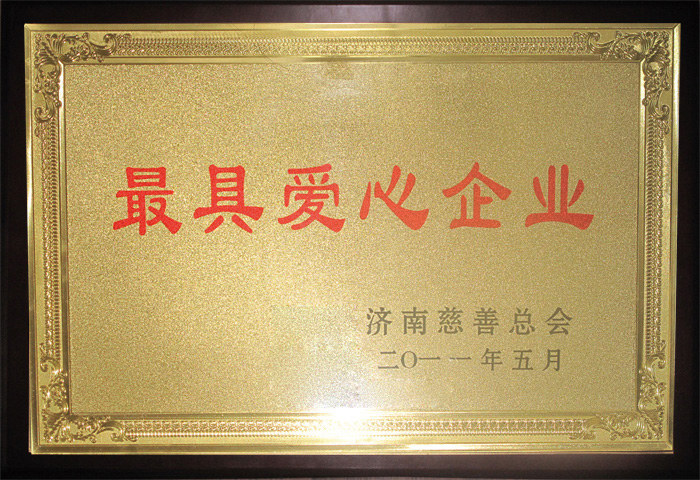 最具爱心企业
济南慈善总会
二〇一一年五月